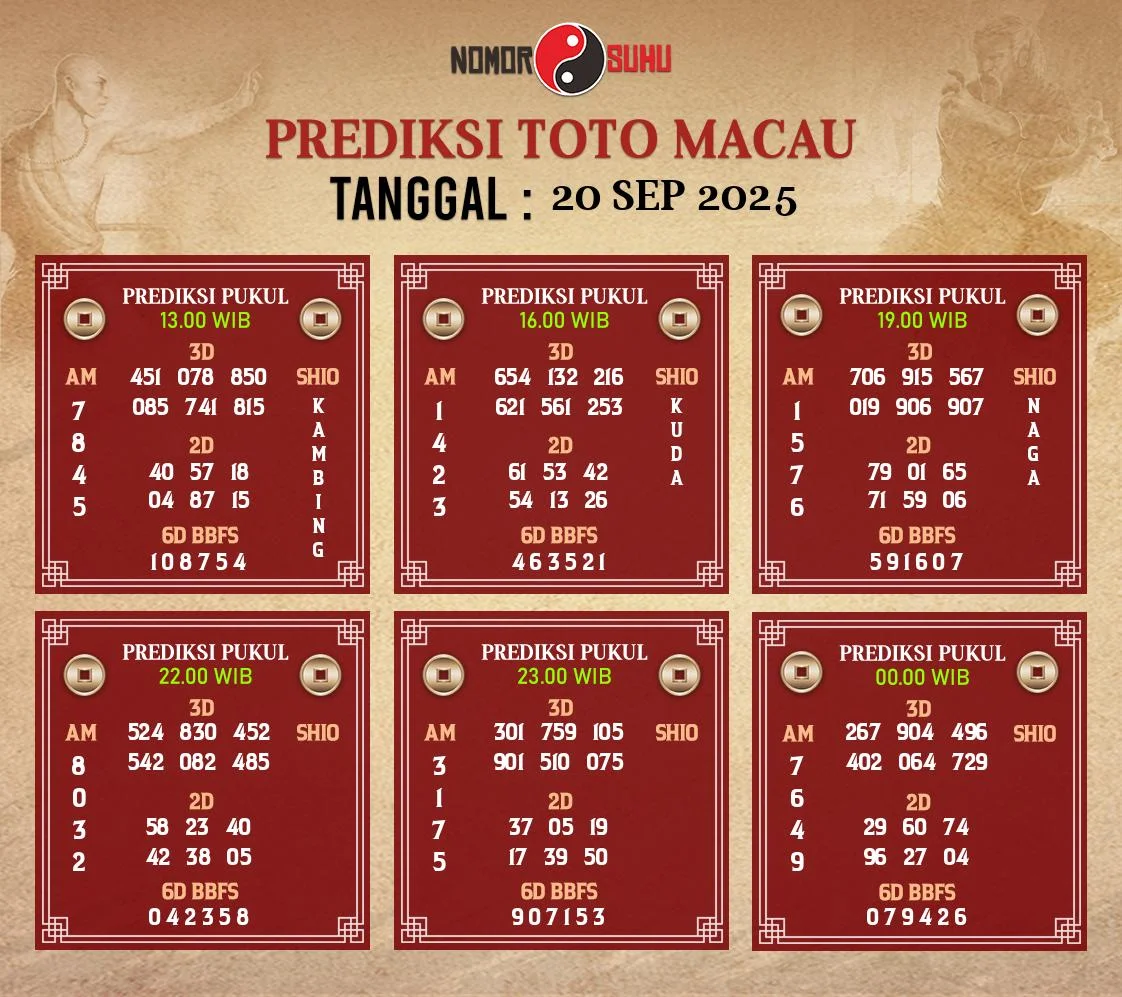 NOMOR SUHU
PREDIKSI TOTO MACAU
TANGGAL : 20 SEP 2025
PREDIKSI PUKUL
13.00 WIB
3D
AM 451 078 850 SHIO
085 741 815
7
8
4
5
2D
40 57 18
04 87 15
6D BBFS
108754
KAMBING
PREDIKSI PUKUL
16.00 WIB
3D
AM 654 132 216 SHIO
621 561 253
1
4
2
3
2D
61 53 42
54 13 26
6D BBFS
463521
KUDA
PREDIKSI PUKUL
19.00 WIB
3D
AM 706 915 567 SHIO
019 906 907
1
5
7
6
2D
79 01 65
71 59 06
6D BBFS
591607
NAGA
PREDIKSI PUKUL
22.00 WIB
3D
AM 524 830 452 SHIO
542 082 485
8
0
3
2
2D
58 23 40
42 38 05
6D BBFS
042358
PREDIKSI PUKUL
23.00 WIB
3D
AM 301 759 105 SHIO
901 510 075
3
1
7
5
2D
37 05 19
17 39 50
6D BBFS
907153
PREDIKSI PUKUL
00.00 WIB
3D
AM 267 904 496 SHIO
402 064 729
7
6
4
9
2D
29 60 74
96 27 04
6D BBFS
079426